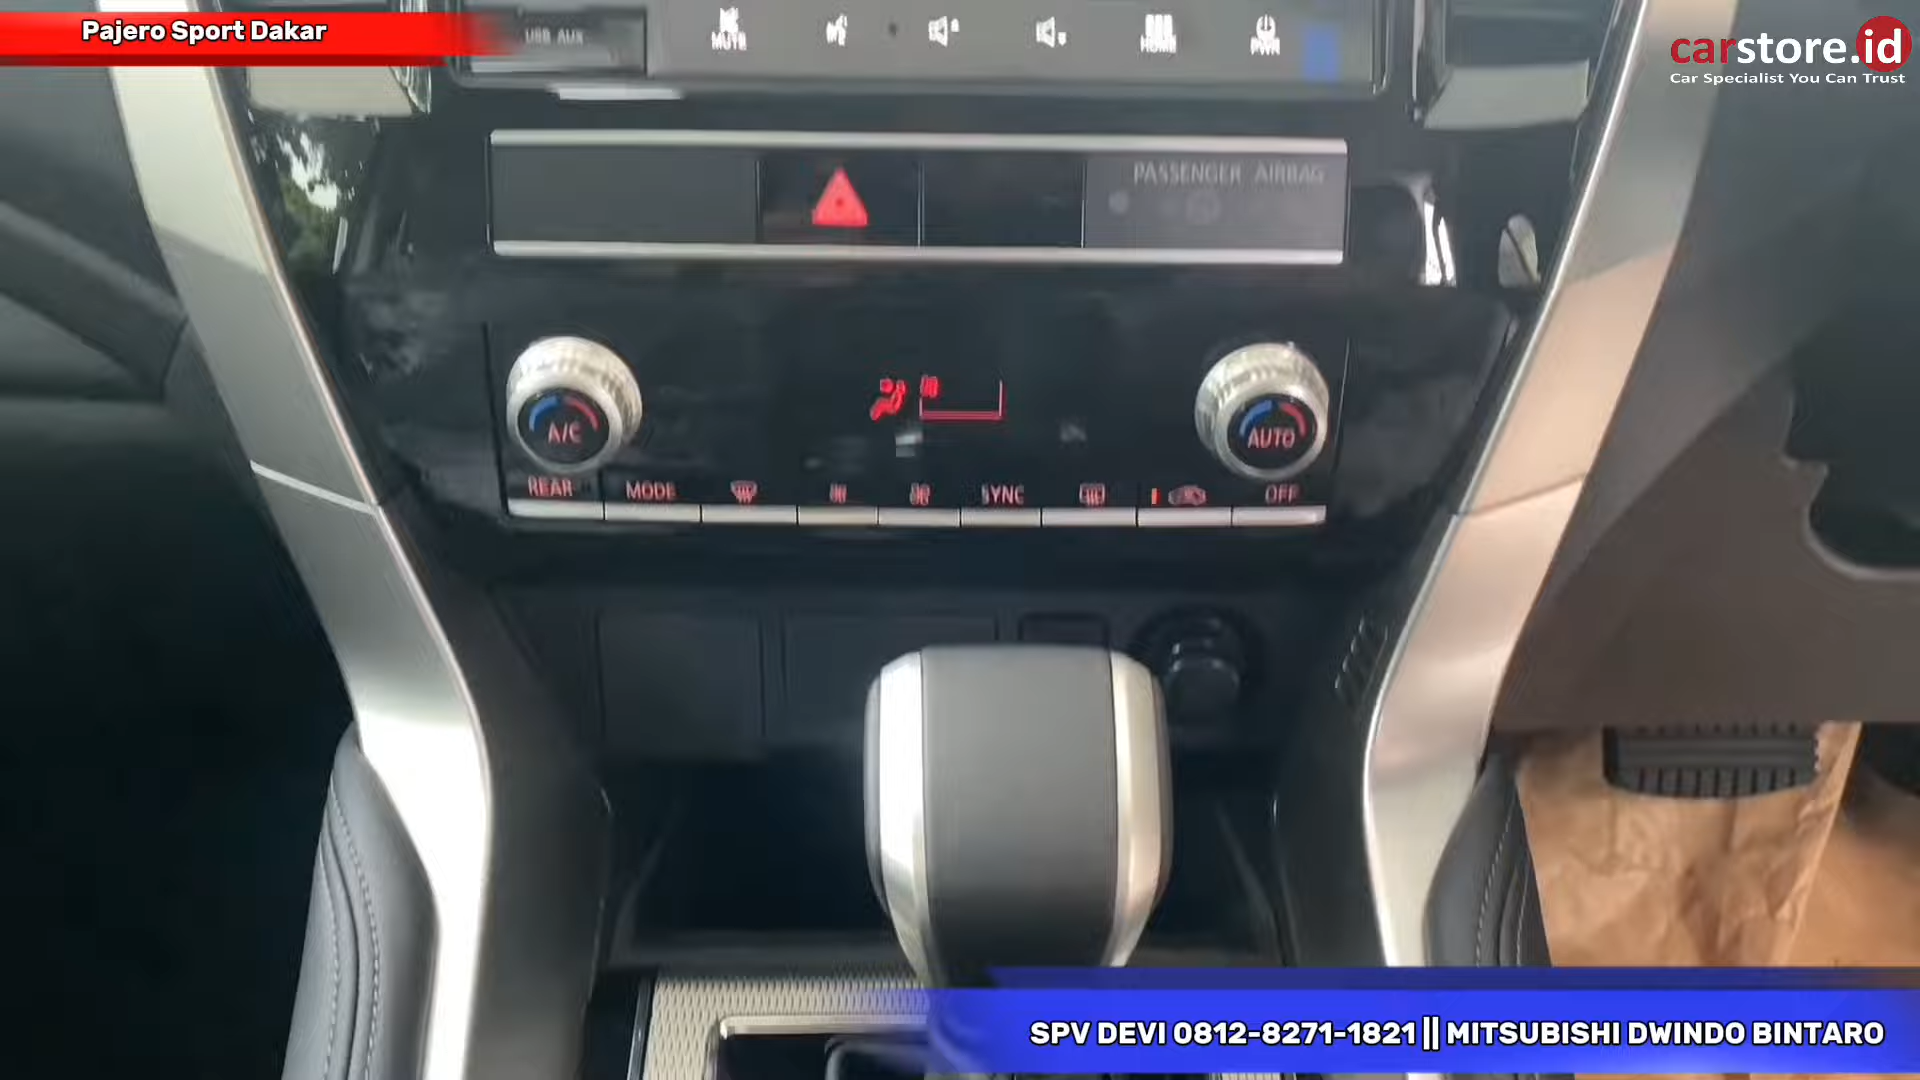 Pajero Sport Dakar
carstore.id
Car Specialist You Can Trust
USB AUX
MUTE
HOME
PWR
PASSENGER AIRBAG
A/C
AUTO
REAR
MODE
SYNC
OFF
SPV DEVI 0812-8271-1821 || MITSUBISHI DWINDO BINTARO